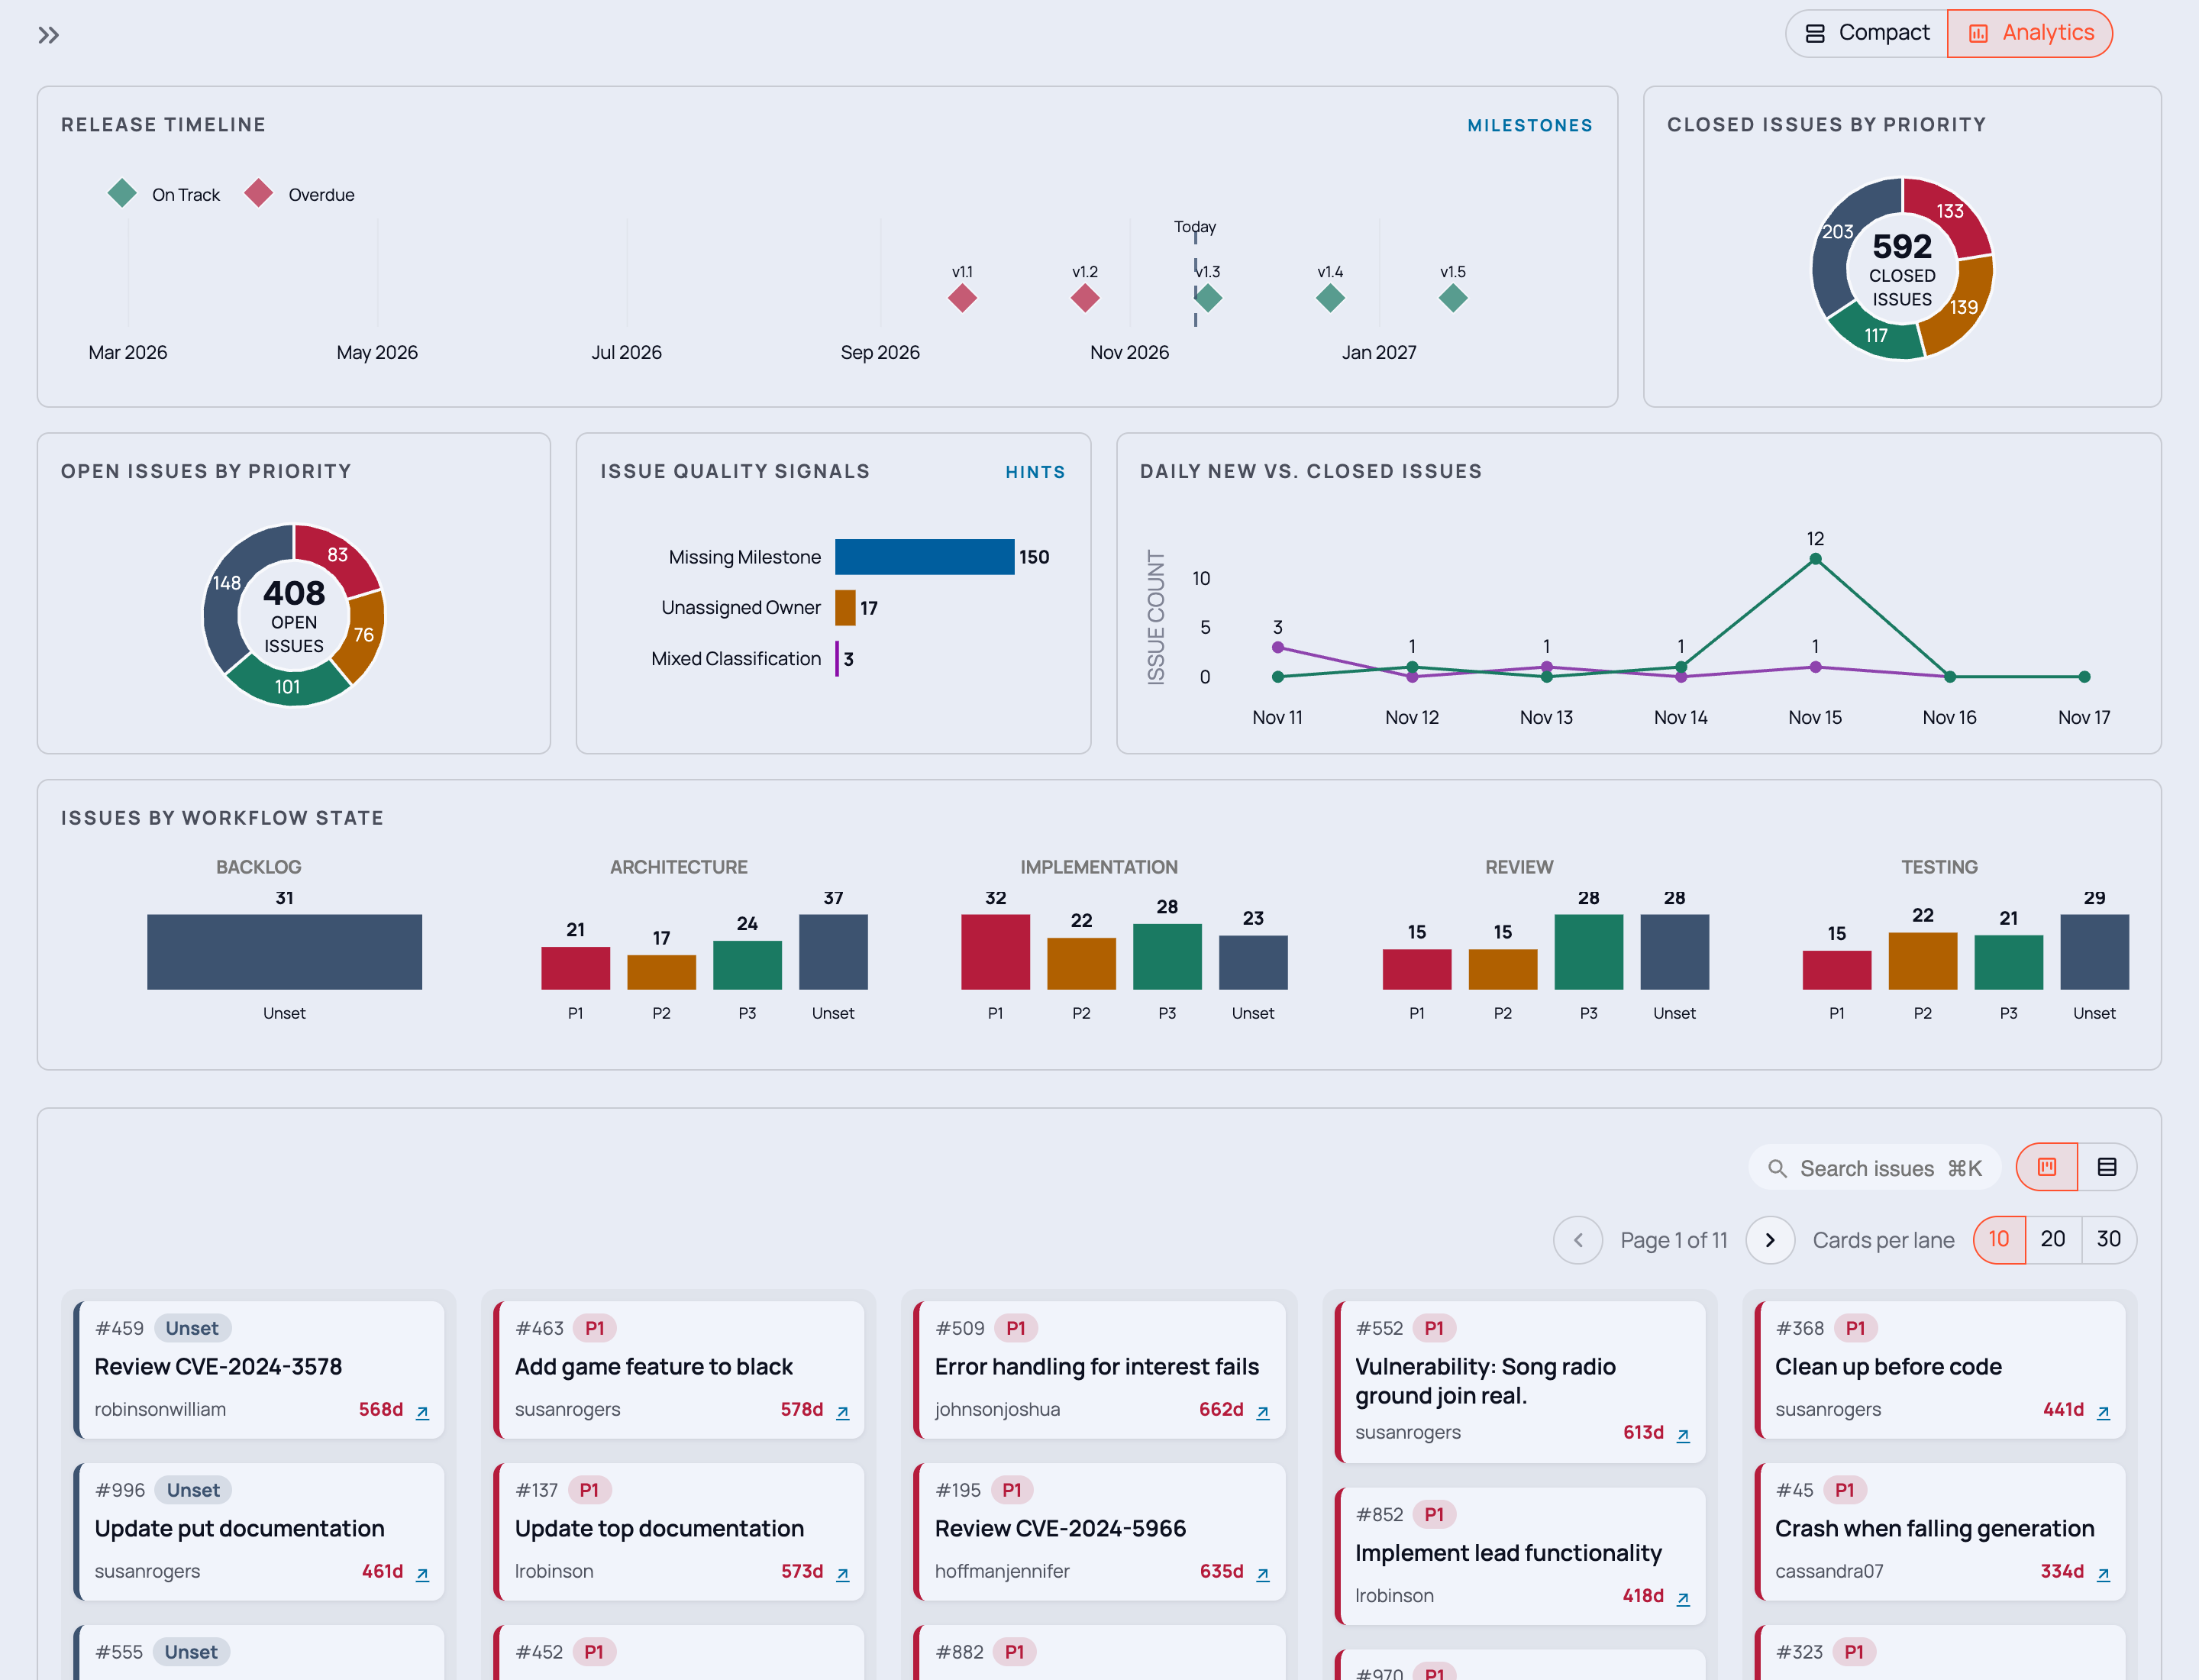 Compact
Analytics
RELEASE TIMELINE
MILESTONES
On Track
Overdue
Today
v1.1
v1.2
v1.3
v1.4
v1.5
Mar 2026
May 2026
Jul 2026
Sep 2026
Nov 2026
Jan 2027
CLOSED ISSUES BY PRIORITY
133
203
592
CLOSED
ISSUES
139
117
OPEN ISSUES BY PRIORITY
83
148
408
OPEN
ISSUES
76
101
ISSUE QUALITY SIGNALS
HINTS
Missing Milestone 150
Unassigned Owner 17
Mixed Classification 3
DAILY NEW VS. CLOSED ISSUES
ISSUE COUNT
10
5
0
3
1
1
1
12
1
Nov 11
Nov 12
Nov 13
Nov 14
Nov 15
Nov 16
Nov 17
ISSUES BY WORKFLOW STATE
BACKLOG
31
Unset
ARCHITECTURE
21
17
24
37
P1
P2
P3
Unset
IMPLEMENTATION
32
22
28
23
P1
P2
P3
Unset
REVIEW
15
15
28
28
P1
P2
P3
Unset
TESTING
15
22
21
29
P1
P2
P3
Unset
Search issues ⌘K
Page 1 of 11
Cards per lane
10
20
30
#459 Unset
Review CVE-2024-3578
robinsonwilliam 568d
#996 Unset
Update put documentation
susanrogers 461d
#555 Unset
#463 P1
Add game feature to black
susanrogers 578d
#137 P1
Update top documentation
lrobinson 573d
#452 P1
#509 P1
Error handling for interest fails
johnsonjoshua 662d
#195 P1
Review CVE-2024-5966
hoffmanjennifer 635d
#882 P1
#552 P1
Vulnerability: Song radio
ground join real.
susanrogers 613d
#852 P1
Implement lead functionality
lrobinson 418d
#970 P1
#368 P1
Clean up before code
susanrogers 441d
#45 P1
Crash when falling generation
cassandra07 334d
#323 P1